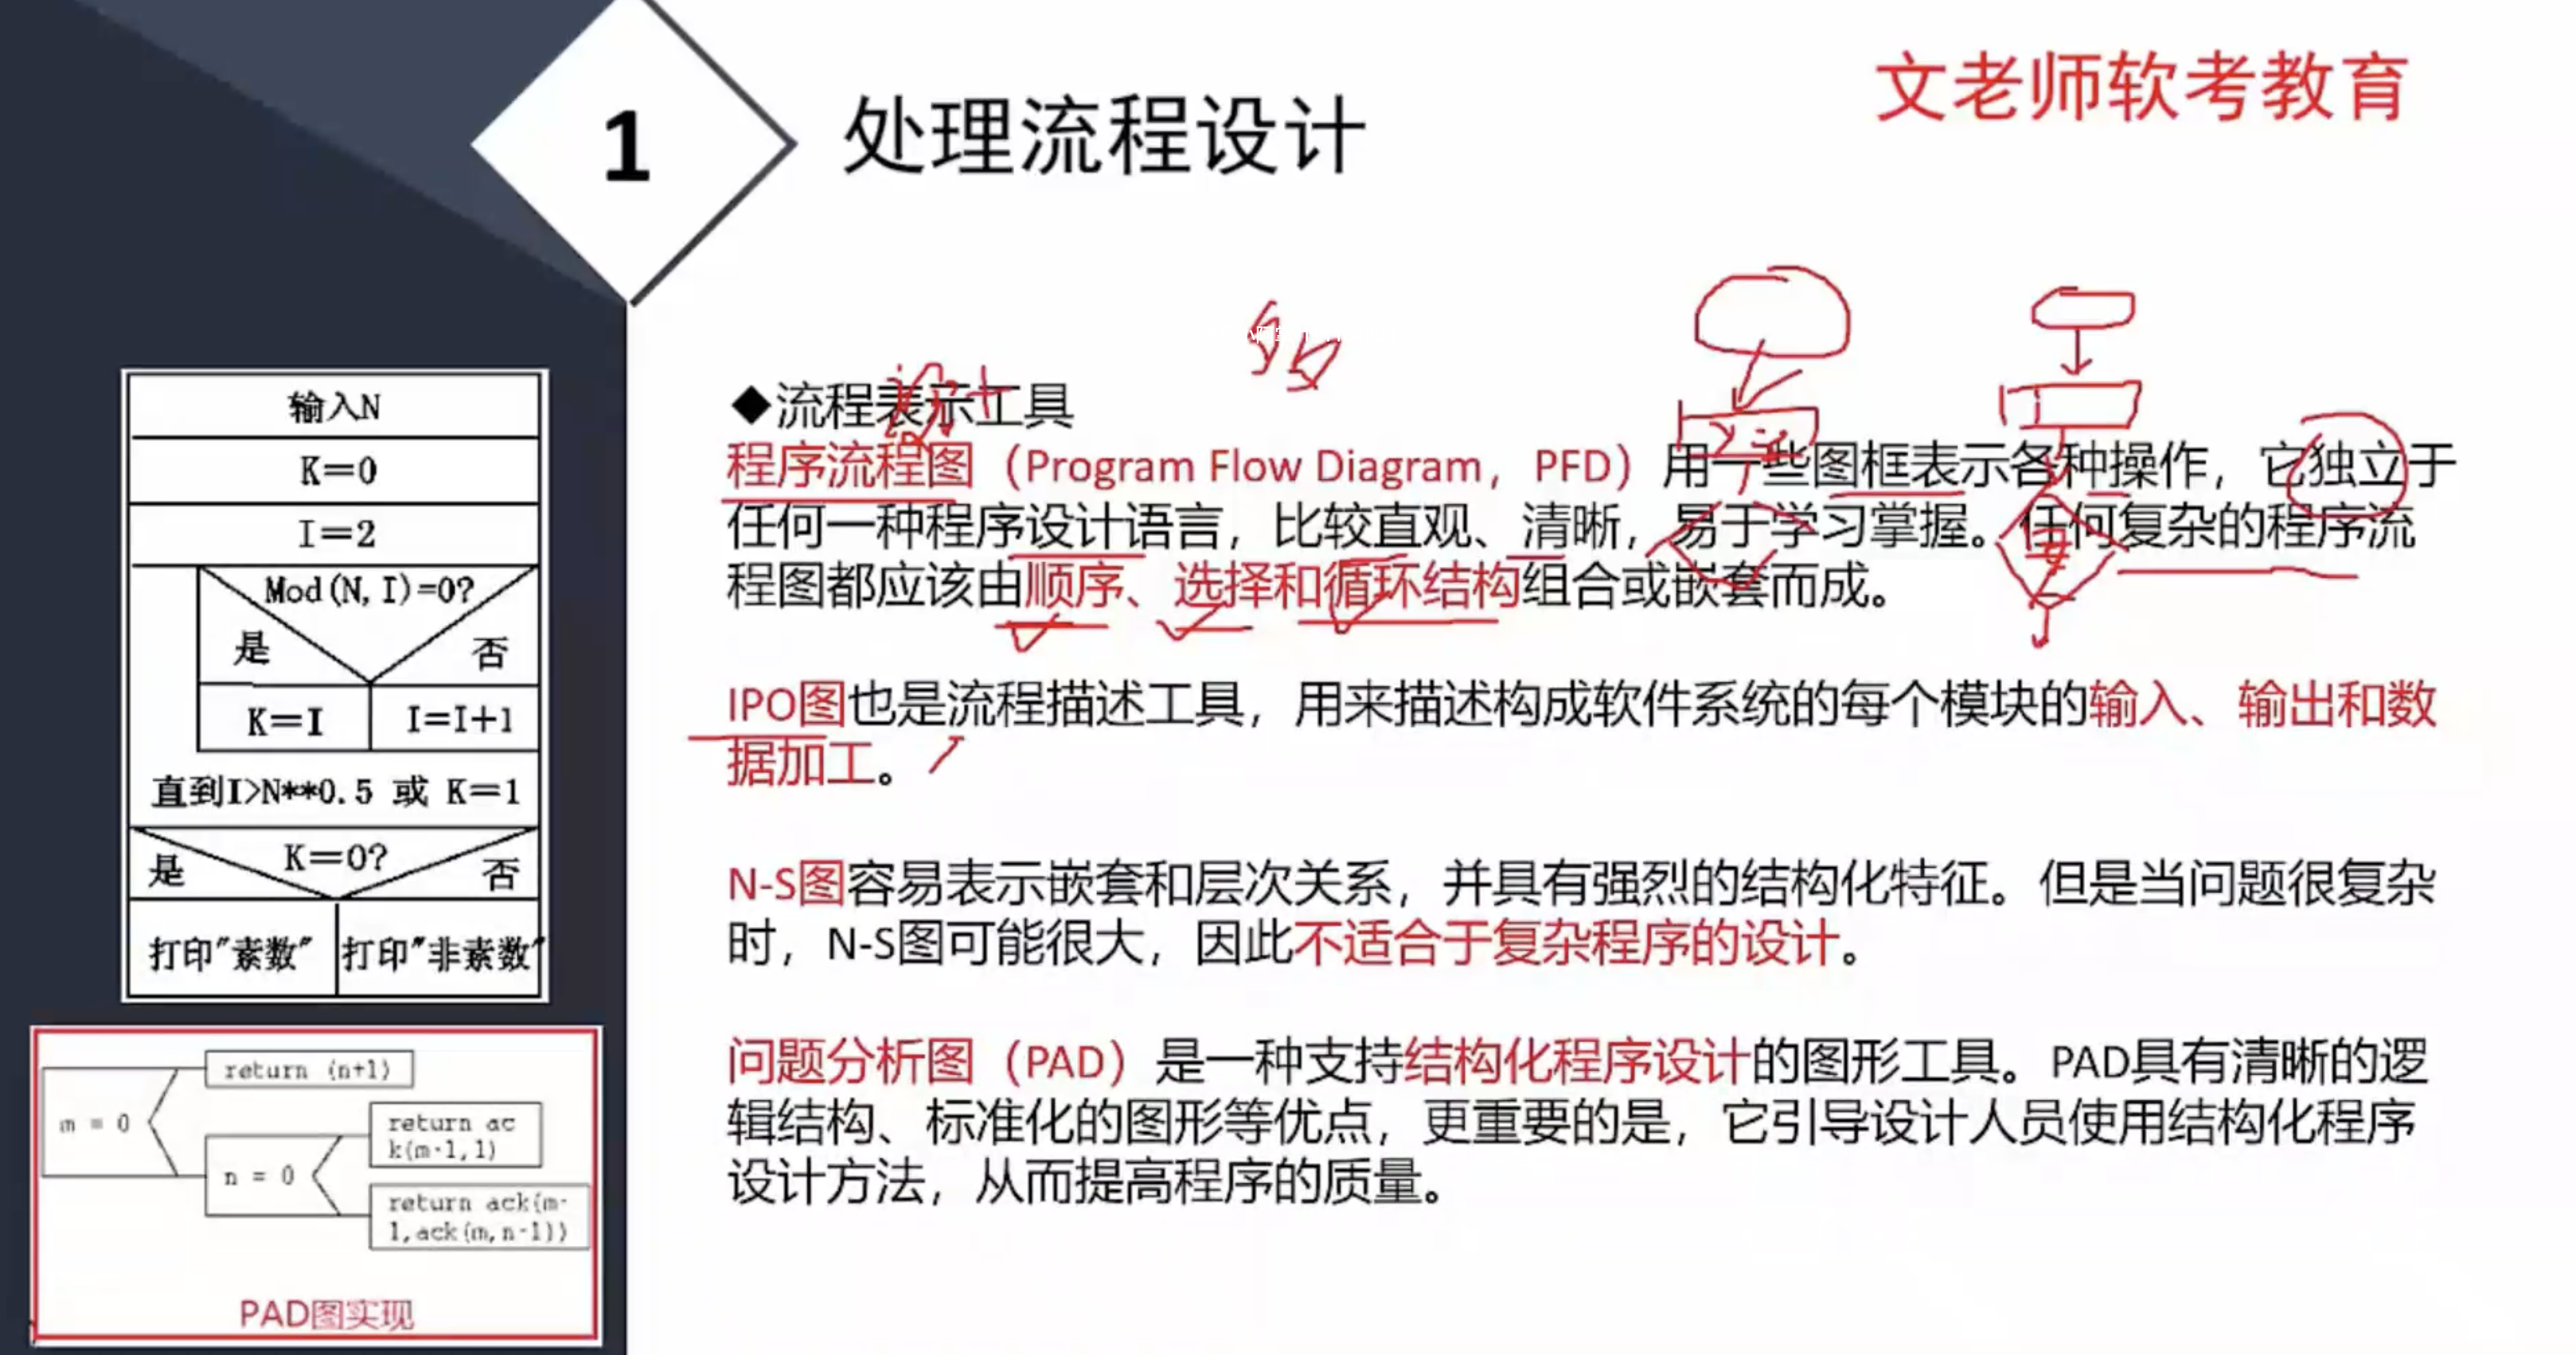 1
处理流程设计
文老师软考教育
◆流程表示工具
程序流程图（Program Flow Diagram，PFD）用一些图框表示各种操作，它独立于
任何一种程序设计语言，比较直观、清晰，易于学习掌握。任何复杂的程序流
程图都应该由顺序、选择和循环结构组合或嵌套而成。
IPO图也是流程描述工具，用来描述构成软件系统的每个模块的输入、输出和数
据加工。
N-S图容易表示嵌套和层次关系，并具有强烈的结构化特征。但是当问题很复杂
时，N-S图可能很大，因此不适合于复杂程序的设计。
问题分析图（PAD）是一种支持结构化程序设计的图形工具。PAD具有清晰的逻
辑结构、标准化的图形等优点，更重要的是，它引导设计人员使用结构化程序
设计方法，从而提高程序的质量。
输入N
K=0
I=2
Mod(N,I)=0?
是 否
K=I I=I+1
直到I>N**0.5 或 K=1
K=0?
是 否
打印"素数" 打印"非素数"
return (n+1)
m = 0
return ac
k(m-1,1)
n = 0
return ack(m-
1,ack(m,n-1))
PAD图实现